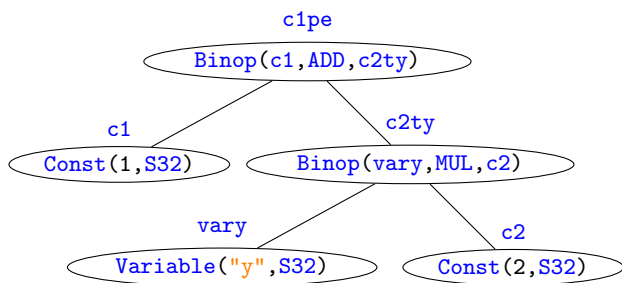 c1pe
Binop(c1,ADD,c2ty)
c1
c2ty
Const(1,S32)
Binop(vary,MUL,c2)
vary
c2
Variable("y",S32)
Const(2,S32)